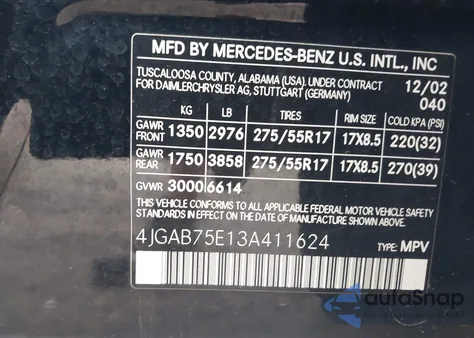 MFD BY MERCEDES-BENZ U.S. INTL., INC
TUSCALOOSA COUNTY, ALABAMA (USA). UNDER CONTRACT 12/02
FOR DAIMLERCHRYSLER AG, STUTTGART (GERMANY) 040
KG LB TIRES RIM SIZE COLD KPA (PSI)
GAWR FRONT 1350 2976 275/55R17 17X8.5 220(32)
GAWR REAR 1750 3858 275/55R17 17X8.5 270(39)
GVWR 3000 6614
THIS VEHICLE CONFORMS TO ALL APPLICABLE FEDERAL MOTOR VEHICLE SAFETY
STANDARDS IN EFFECT ON THE DATE OF MANUFACTURE SHOWN ABOVE.
4JGAB75E13A411624 TYPE: MPV
autoSnap